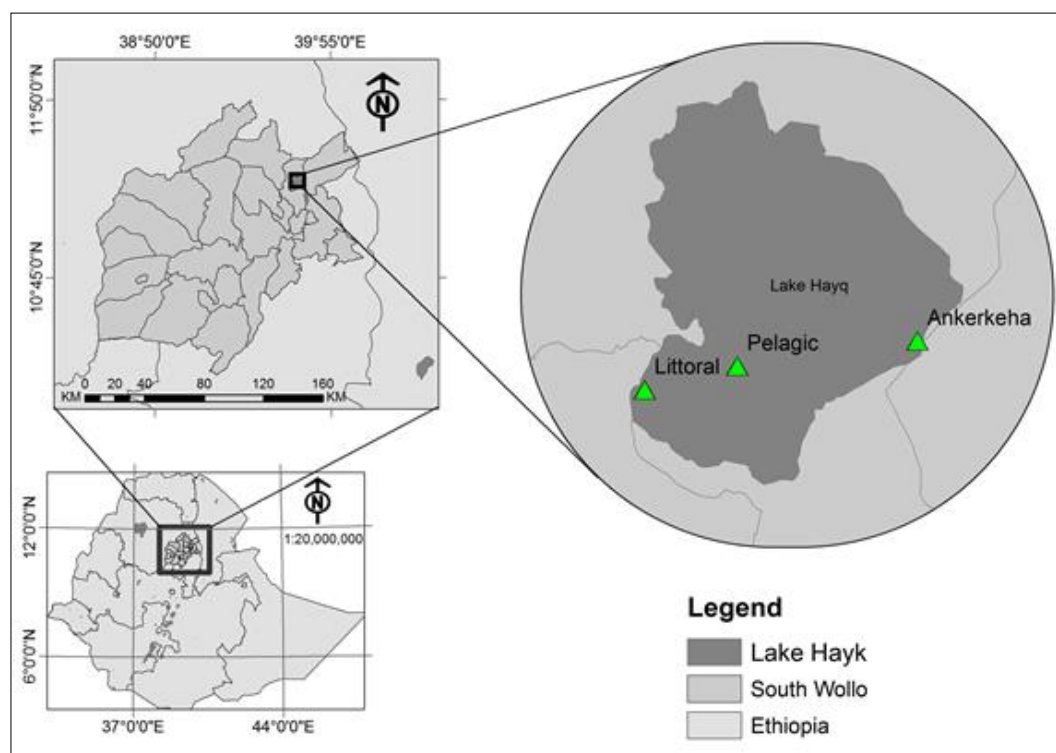 38°50'0"E
39°55'0"E
11°50'0"N
10°45'0"N
N
0 20 40 80 120 160
KM
KM
Lake Hayq
Ankerkeha
Pelagic
Littoral
N
1:20,000,000
12°0'0"N
6°0'0"N
37°0'0"E
44°0'0"E
Legend
Lake Hayk
South Wollo
Ethiopia